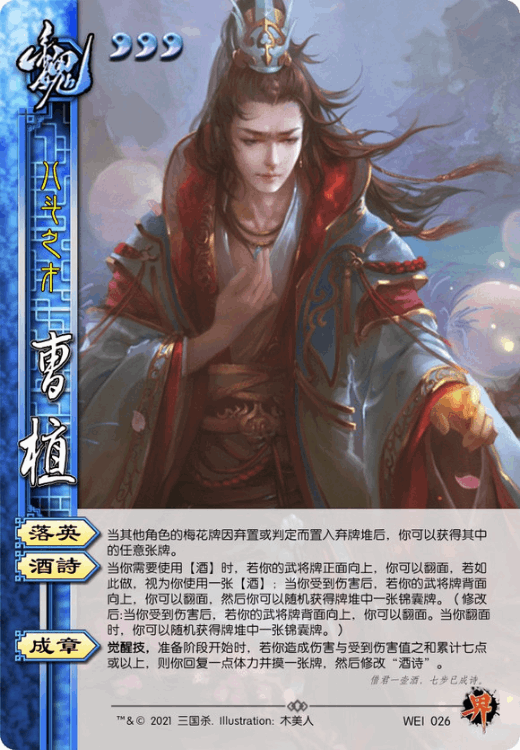 魏
八斗之才
曹植
落英
当其他角色的梅花牌因弃置或判定而置入弃牌堆后，你可以获得其中
的任意张牌。
酒詩
当你需要使用【酒】时，若你的武将牌正面向上，你可以翻面，若如
此做，视为你使用一张【酒】；当你受到伤害后，若你的武将牌背面
向上，你可以翻面，然后你可以随机获得牌堆中一张锦囊牌。（修改
后:当你受到伤害后，若你的武将牌背面向上，你可以翻面。当你翻面
时，你可以随机获得牌堆中一张锦囊牌。）
成章
觉醒技，准备阶段开始时，若你造成伤害与受到伤害值之和累计七点
或以上，则你回复一点体力并摸一张牌，然后修改“酒诗”。
借君一壶酒，七步已成诗。
界
™&© 2021 三国杀. Illustration: 木美人
WEI 026